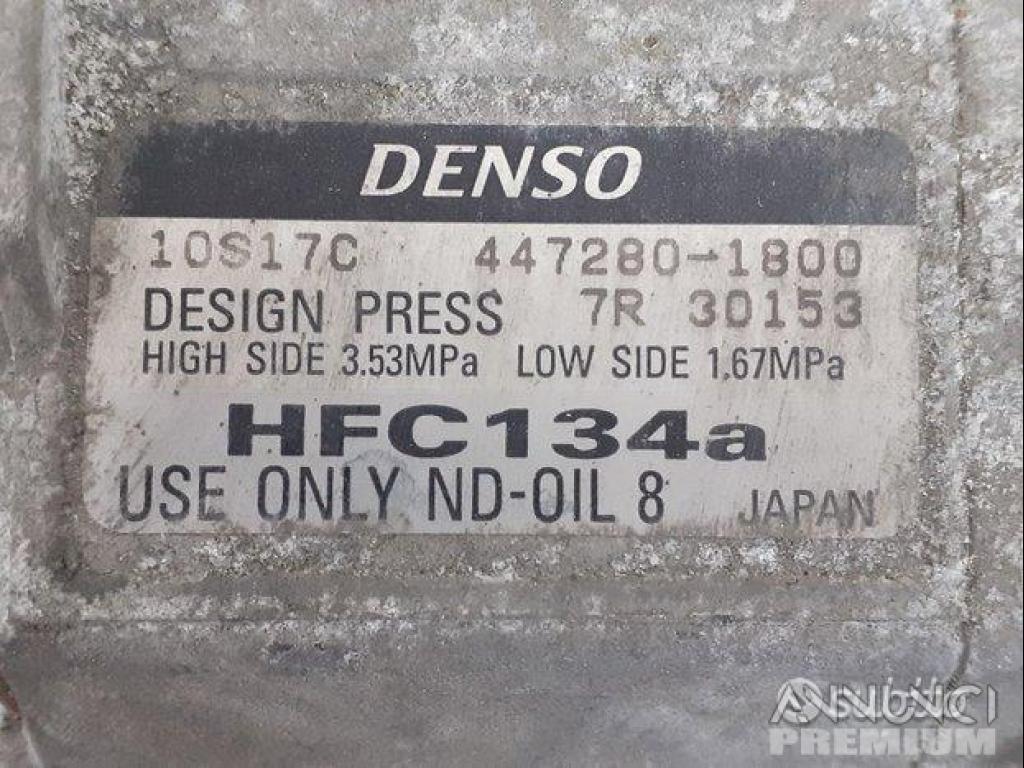 DENSO
10S17C 447280-1800
DESIGN PRESS 7R 30153
HIGH SIDE 3.53MPa LOW SIDE 1.67MPa
HFC134a
USE ONLY ND-OIL 8 JAPAN
PREMIUM